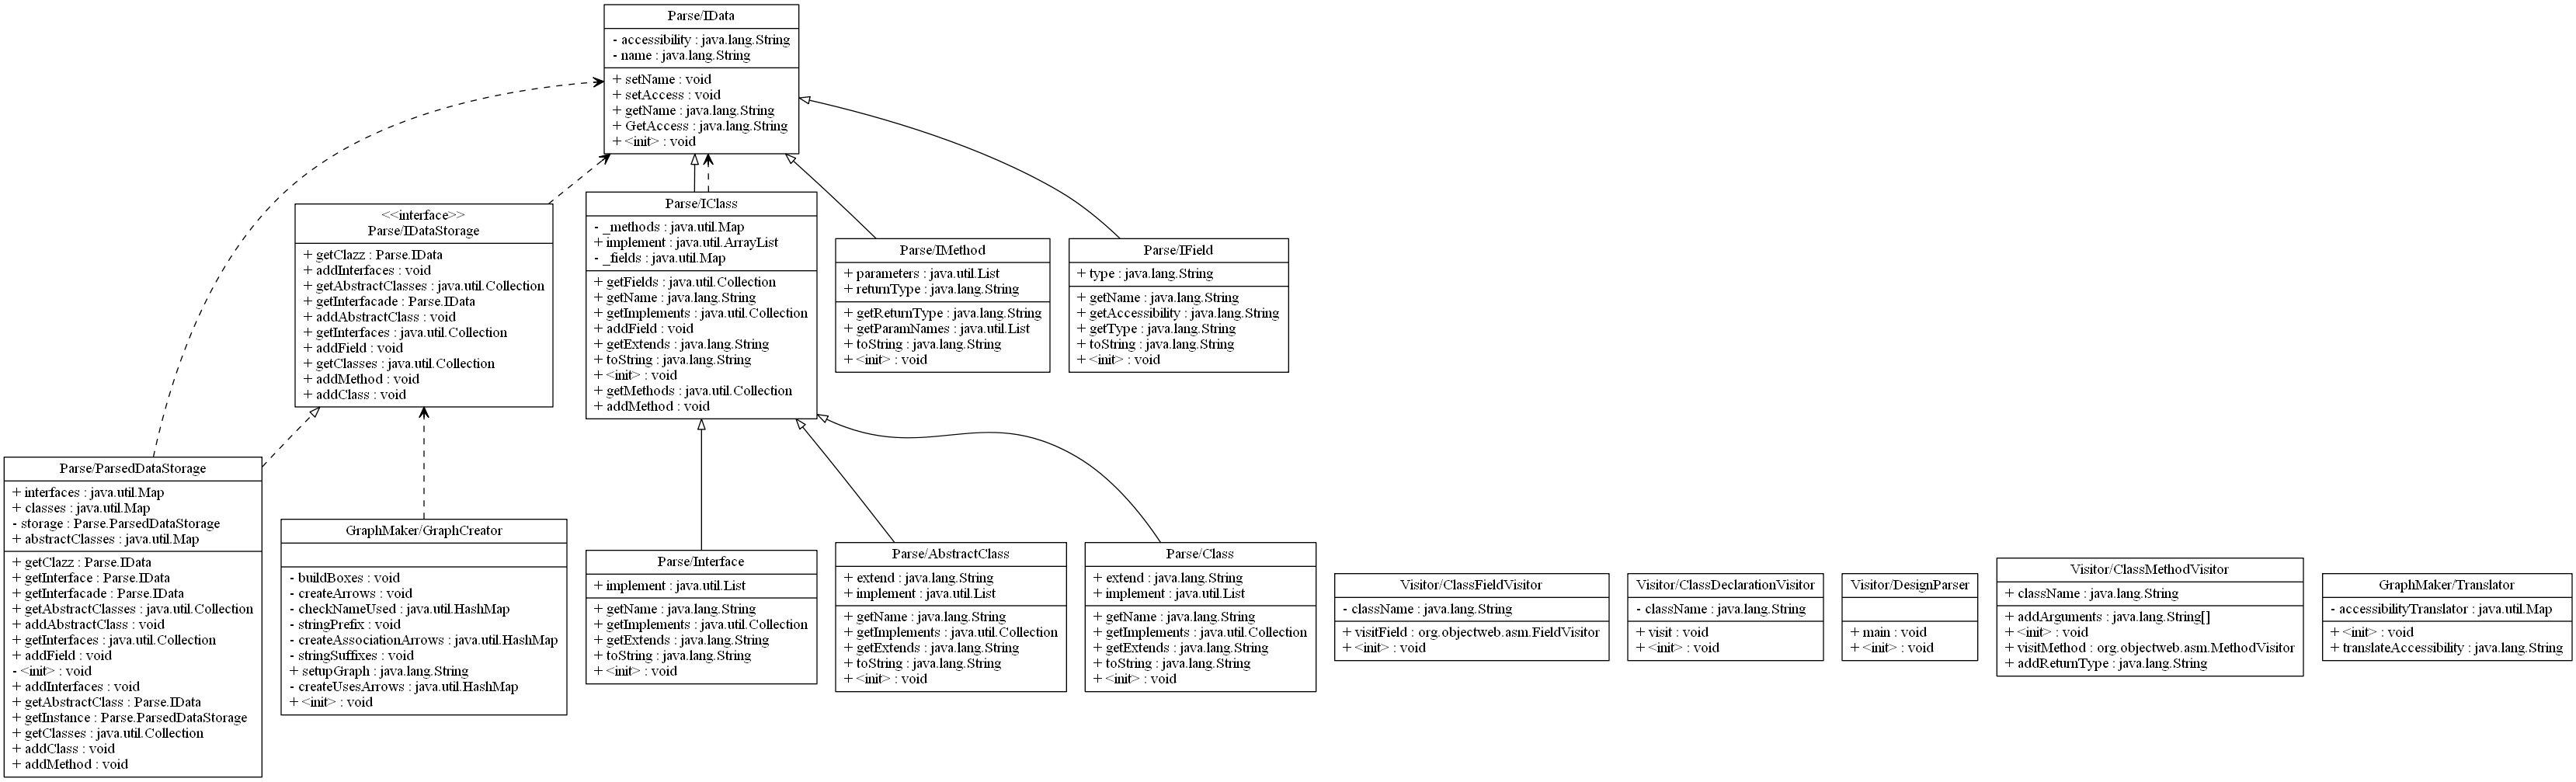 Parse/IData
- accessibility : java.lang.String
- name : java.lang.String
+ setName : void
+ setAccess : void
+ getName : java.lang.String
+ GetAccess : java.lang.String
+ <init> : void
<<interface>>
Parse/IDataStorage
+ getClazz : Parse.IData
+ addInterfaces : void
+ getAbstractClasses : java.util.Collection
+ getInterfacade : Parse.IData
+ addAbstractClass : void
+ getInterfaces : java.util.Collection
+ addField : void
+ getClasses : java.util.Collection
+ addMethod : void
+ addClass : void
Parse/IClass
- _methods : java.util.Map
+ implement : java.util.ArrayList
- _fields : java.util.Map
+ getFields : java.util.Collection
+ getName : java.lang.String
+ getImplements : java.util.Collection
+ addField : void
+ getExtends : java.lang.String
+ toString : java.lang.String
+ <init> : void
+ getMethods : java.util.Collection
+ addMethod : void
Parse/IMethod
+ parameters : java.util.List
+ returnType : java.lang.String
+ getReturnType : java.lang.String
+ getParamNames : java.util.List
+ toString : java.lang.String
+ <init> : void
Parse/IField
+ type : java.lang.String
+ getName : java.lang.String
+ getAccessibility : java.lang.String
+ getType : java.lang.String
+ toString : java.lang.String
+ <init> : void
Parse/ParsedDataStorage
+ interfaces : java.util.Map
+ classes : java.util.Map
- storage : Parse.ParsedDataStorage
+ abstractClasses : java.util.Map
+ getClazz : Parse.IData
+ getInterface : Parse.IData
+ getInterfacade : Parse.IData
+ getAbstractClasses : java.util.Collection
+ addAbstractClass : void
+ getInterfaces : java.util.Collection
+ addField : void
- <init> : void
+ addInterfaces : void
+ getAbstractClass : Parse.IData
+ getInstance : Parse.ParsedDataStorage
+ getClasses : java.util.Collection
+ addClass : void
+ addMethod : void
GraphMaker/GraphCreator
- buildBoxes : void
- createArrows : void
- checkNameUsed : java.util.HashMap
- stringPrefix : void
- createAssociationArrows : java.util.HashMap
- stringSuffixes : void
+ setupGraph : java.lang.String
- createUsesArrows : java.util.HashMap
+ <init> : void
Parse/Interface
+ implement : java.util.List
+ getName : java.lang.String
+ getImplements : java.util.Collection
+ getExtends : java.lang.String
+ toString : java.lang.String
+ <init> : void
Parse/AbstractClass
+ extend : java.lang.String
+ implement : java.util.List
+ getName : java.lang.String
+ getImplements : java.util.Collection
+ getExtends : java.lang.String
+ toString : java.lang.String
+ <init> : void
Parse/Class
+ extend : java.lang.String
+ implement : java.util.List
+ getName : java.lang.String
+ getImplements : java.util.Collection
+ getExtends : java.lang.String
+ toString : java.lang.String
+ <init> : void
Visitor/ClassFieldVisitor
- className : java.lang.String
+ visitField : org.objectweb.asm.FieldVisitor
+ <init> : void
Visitor/ClassDeclarationVisitor
- className : java.lang.String
+ visit : void
+ <init> : void
Visitor/DesignParser
+ main : void
+ <init> : void
Visitor/ClassMethodVisitor
+ className : java.lang.String
+ addArguments : java.lang.String[]
+ <init> : void
+ visitMethod : org.objectweb.asm.MethodVisitor
+ addReturnType : java.lang.String
GraphMaker/Translator
- accessibilityTranslator : java.util.Map
+ <init> : void
+ translateAccessibility : java.lang.String